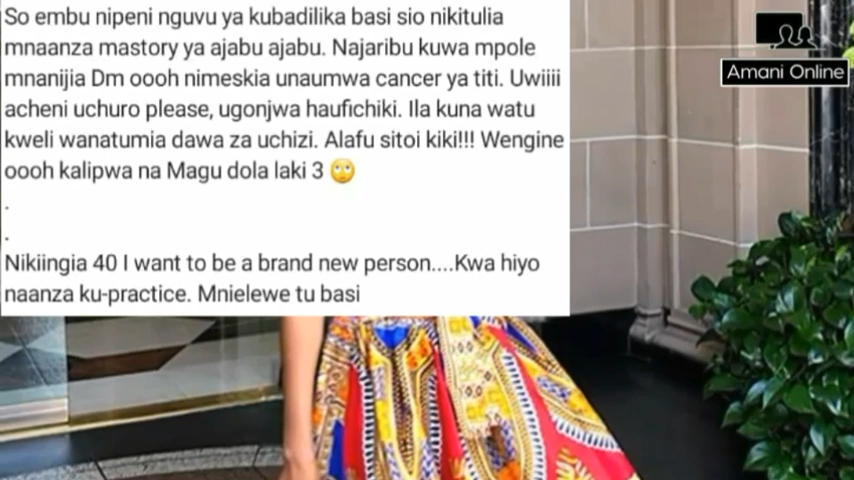 So embu nipeni nguvu ya kubadilika basi sio nikitulia
mnaanza mastory ya ajabu ajabu. Najaribu kuwa mpole
mnanijia Dm oooh nimeskia unaumwa cancer ya titi. Uwiiii
acheni uchuro please, ugonjwa haufichiki. Ila kuna watu
kweli wanatumia dawa za uchizi. Alafu sitoi kiki!!! Wengine
oooh kalipwa na Magu dola laki 3 🙄
.
.
Nikiingia 40 I want to be a brand new person....Kwa hiyo
naanza ku-practice. Mnielewe tu basi
Amani Online